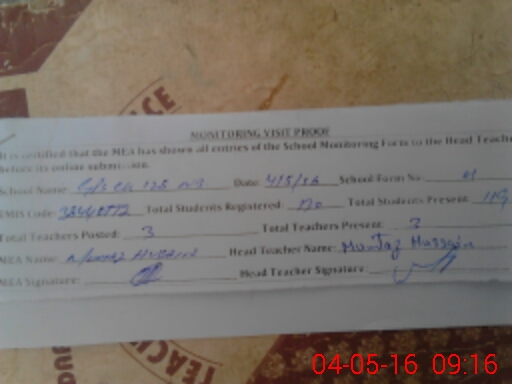 MONITORING VISIT PROOF
It is certified that the MEA has shown all entries of the School Monitoring Form to the Head Teacher
before its online submission.
School Name: Date: 4/5/16 School Form No: 01
EMIS Code: Total Students Registered: 120 Total Students Present: 119
Total Teachers Posted: 3 Total Teachers Present: 3
MEA Name: Head Teacher Name: Mumtaz Hussain
MEA Signature: Head Teacher Signature:
TEAC
04-05-16 09:16